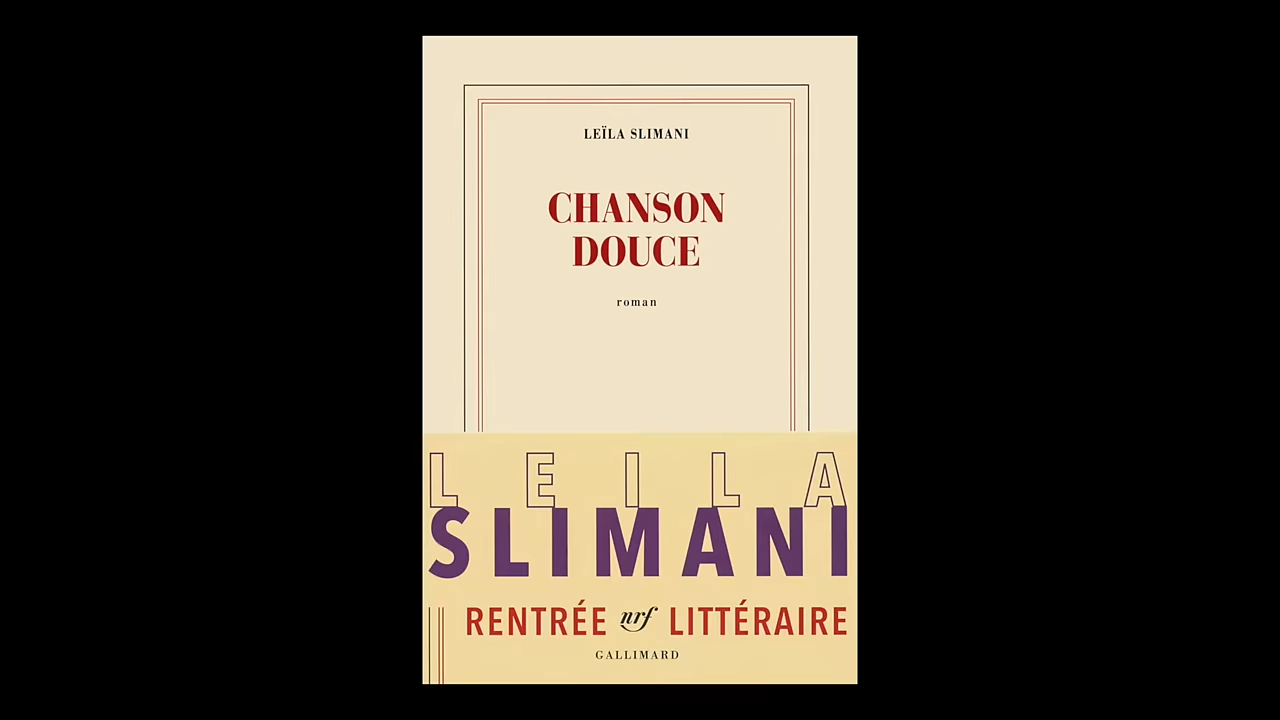 LEÏLA SLIMANI
CHANSON
DOUCE
roman
LEILA
SLIMANI
RENTRÉE nrf LITTÉRAIRE
GALLIMARD